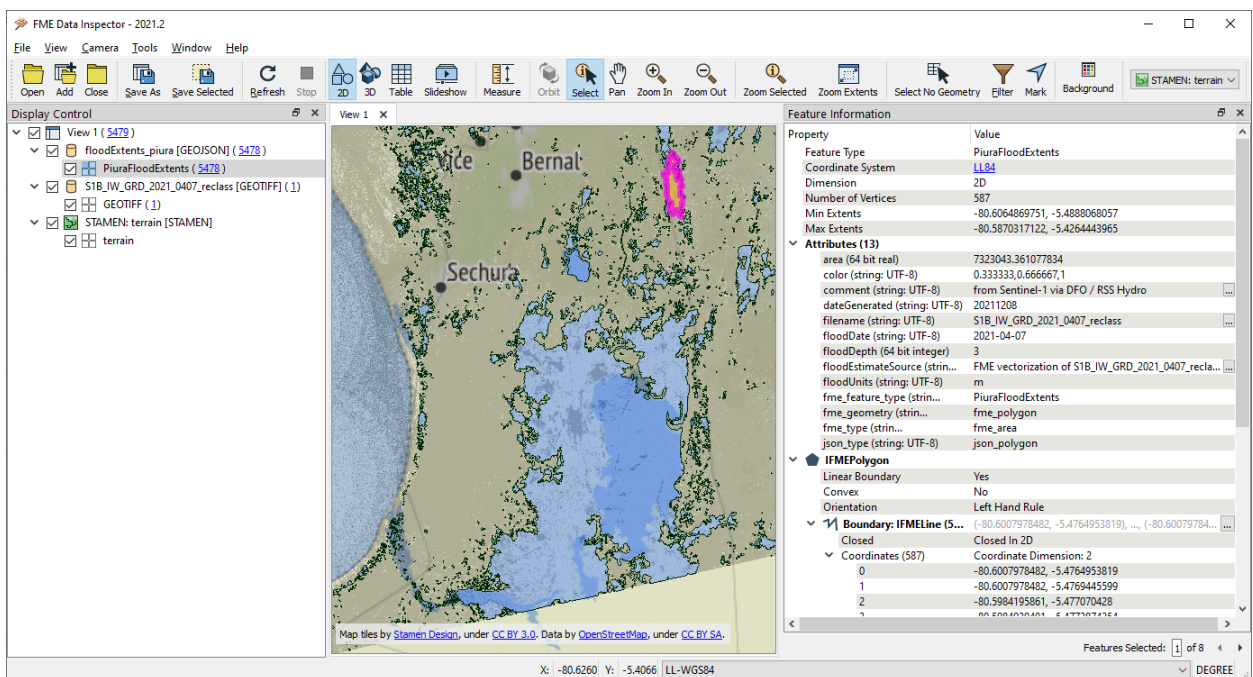 FME Data Inspector - 2021.2
File View Camera Tools Window Help
Open Add Close Save As Save Selected Refresh Stop 2D 3D Table Slideshow Measure Orbit Select Pan Zoom In Zoom Out Zoom Selected Zoom Extents Select No Geometry Filter Mark Background STAMEN: terrain
Display Control
View 1 (5479)
floodExtents_piura [GEOJSON] (5478)
PiuraFloodExtents (5478)
S1B_IW_GRD_2021_0407_reclass [GEOTIFF] (1)
GEOTIFF (1)
STAMEN: terrain [STAMEN]
terrain
View 1
Vice
Bernal
Sechura
Map tiles by Stamen Design, under CC BY 3.0. Data by OpenStreetMap, under CC BY SA.
Feature Information
Property Value
Feature Type PiuraFloodExtents
Coordinate System LL84
Dimension 2D
Number of Vertices 587
Min Extents -80.6064869751, -5.4888068057
Max Extents -80.5870317122, -5.4264443965
Attributes (13)
area (64 bit real) 7323043.361077834
color (string: UTF-8) 0.333333,0.666667,1
comment (string: UTF-8) from Sentinel-1 via DFO / RSS Hydro ...
dateGenerated (string: UTF-8) 20211208
filename (string: UTF-8) S1B_IW_GRD_2021_0407_reclass ...
floodDate (string: UTF-8) 2021-04-07
floodDepth (64 bit integer) 3
floodEstimateSource (strin... FME vectorization of S1B_IW_GRD_2021_0407_recla... ...
floodUnits (string: UTF-8) m
fme_feature_type (strin... PiuraFloodExtents
fme_geometry (strin... fme_polygon
fme_type (strin... fme_area
json_type (string: UTF-8) json_polygon
IFMEPolygon
Linear Boundary Yes
Convex No
Orientation Left Hand Rule
Boundary: IFMELine (5... (-80.6007978482, -5.4764953819), ..., (-80.60079784... ...
Closed Closed In 2D
Coordinates (587) Coordinate Dimension: 2
0 -80.6007978482, -5.4764953819
1 -80.6007978482, -5.4769445599
2 -80.5984195861, -5.477070428
Features Selected: 1 of 8
X: -80.6260 Y: -5.4066 LL-WGS84 DEGREE